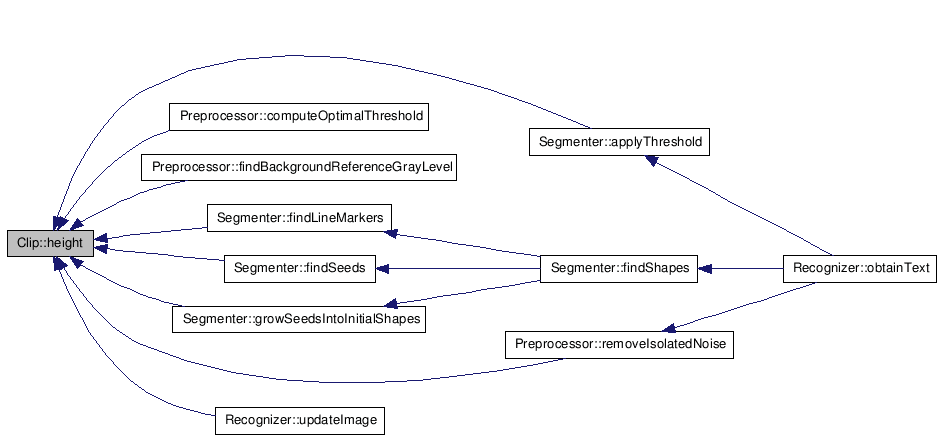 Preprocessor::computeOptimalThreshold
Segmenter::applyThreshold
Preprocessor::findBackgroundReferenceGrayLevel
Segmenter::findLineMarkers
Clip::height
Segmenter::findSeeds
Segmenter::findShapes
Recognizer::obtainText
Segmenter::growSeedsIntoInitialShapes
Preprocessor::removeIsolatedNoise
Recognizer::updateImage